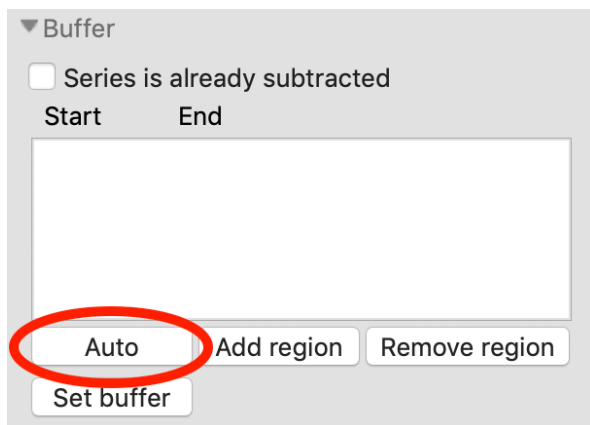 Buffer
Series is already subtracted
Start End
Auto Add region Remove region
Set buffer